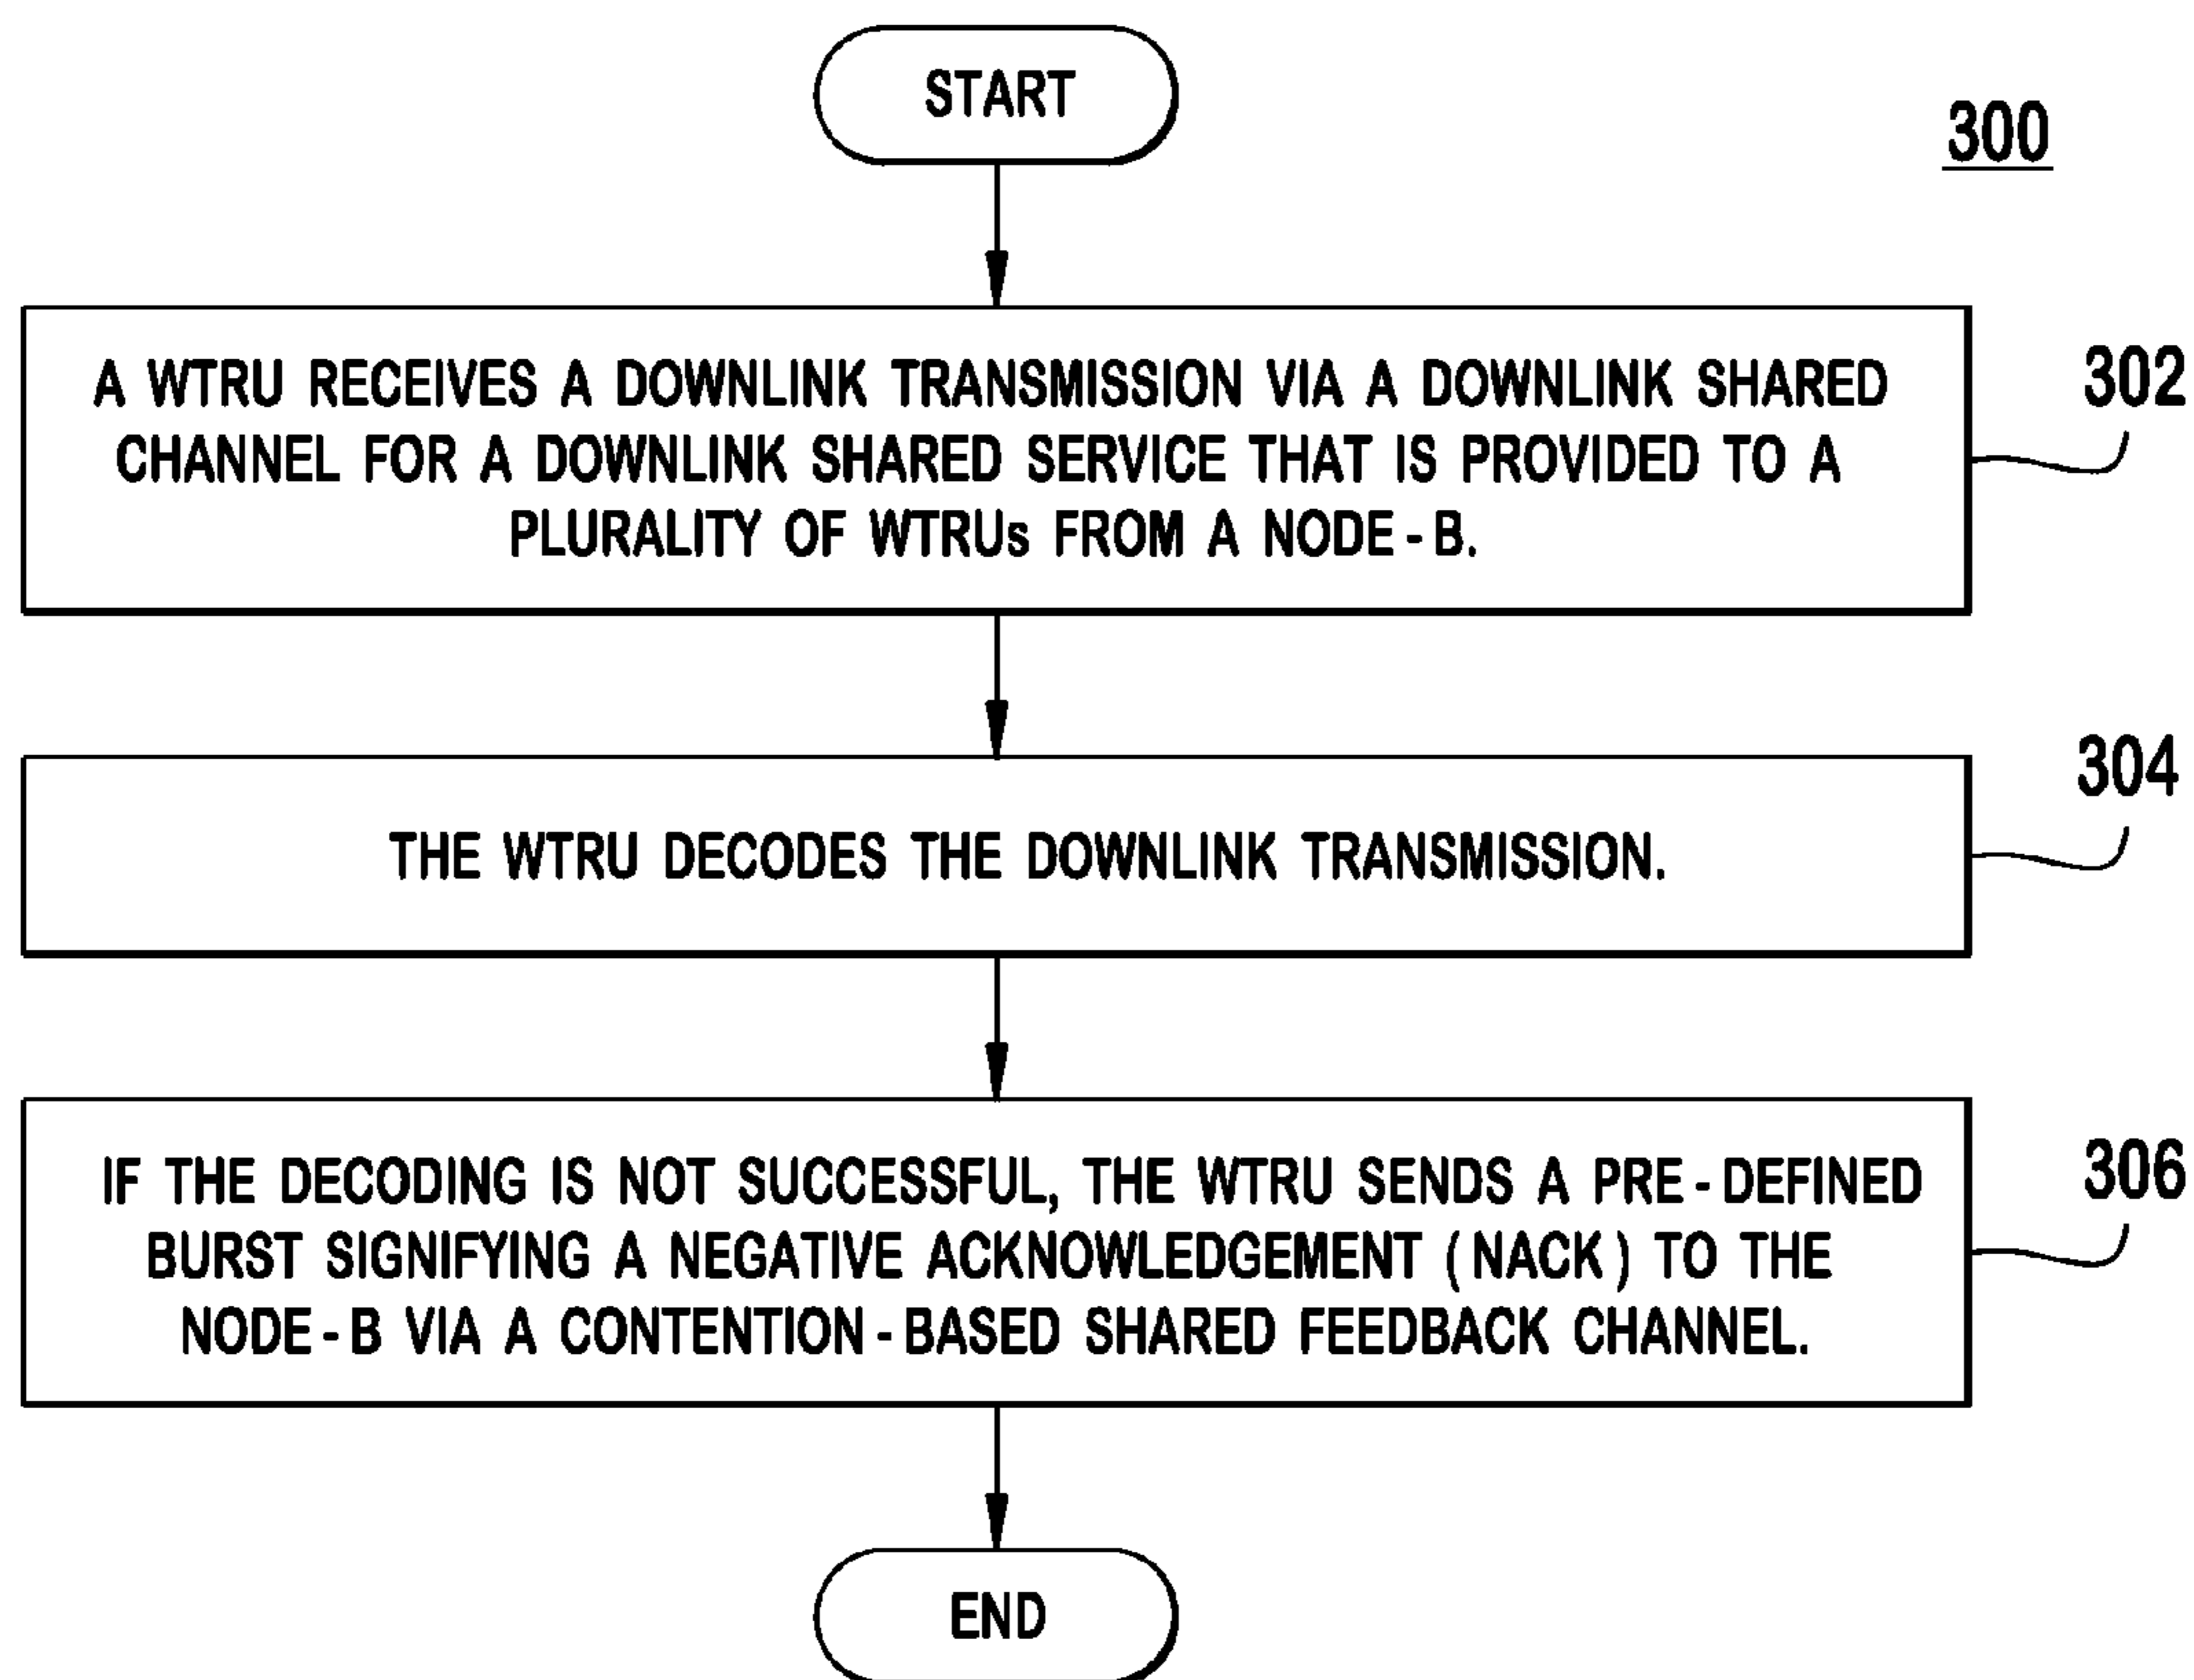 START
300
A WTRU RECEIVES A DOWNLINK TRANSMISSION VIA A DOWNLINK SHARED
CHANNEL FOR A DOWNLINK SHARED SERVICE THAT IS PROVIDED TO A
PLURALITY OF WTRUs FROM A NODE-B.
302
THE WTRU DECODES THE DOWNLINK TRANSMISSION.
304
IF THE DECODING IS NOT SUCCESSFUL, THE WTRU SENDS A PRE-DEFINED
BURST SIGNIFYING A NEGATIVE ACKNOWLEDGEMENT (NACK) TO THE
NODE-B VIA A CONTENTION-BASED SHARED FEEDBACK CHANNEL.
306
END